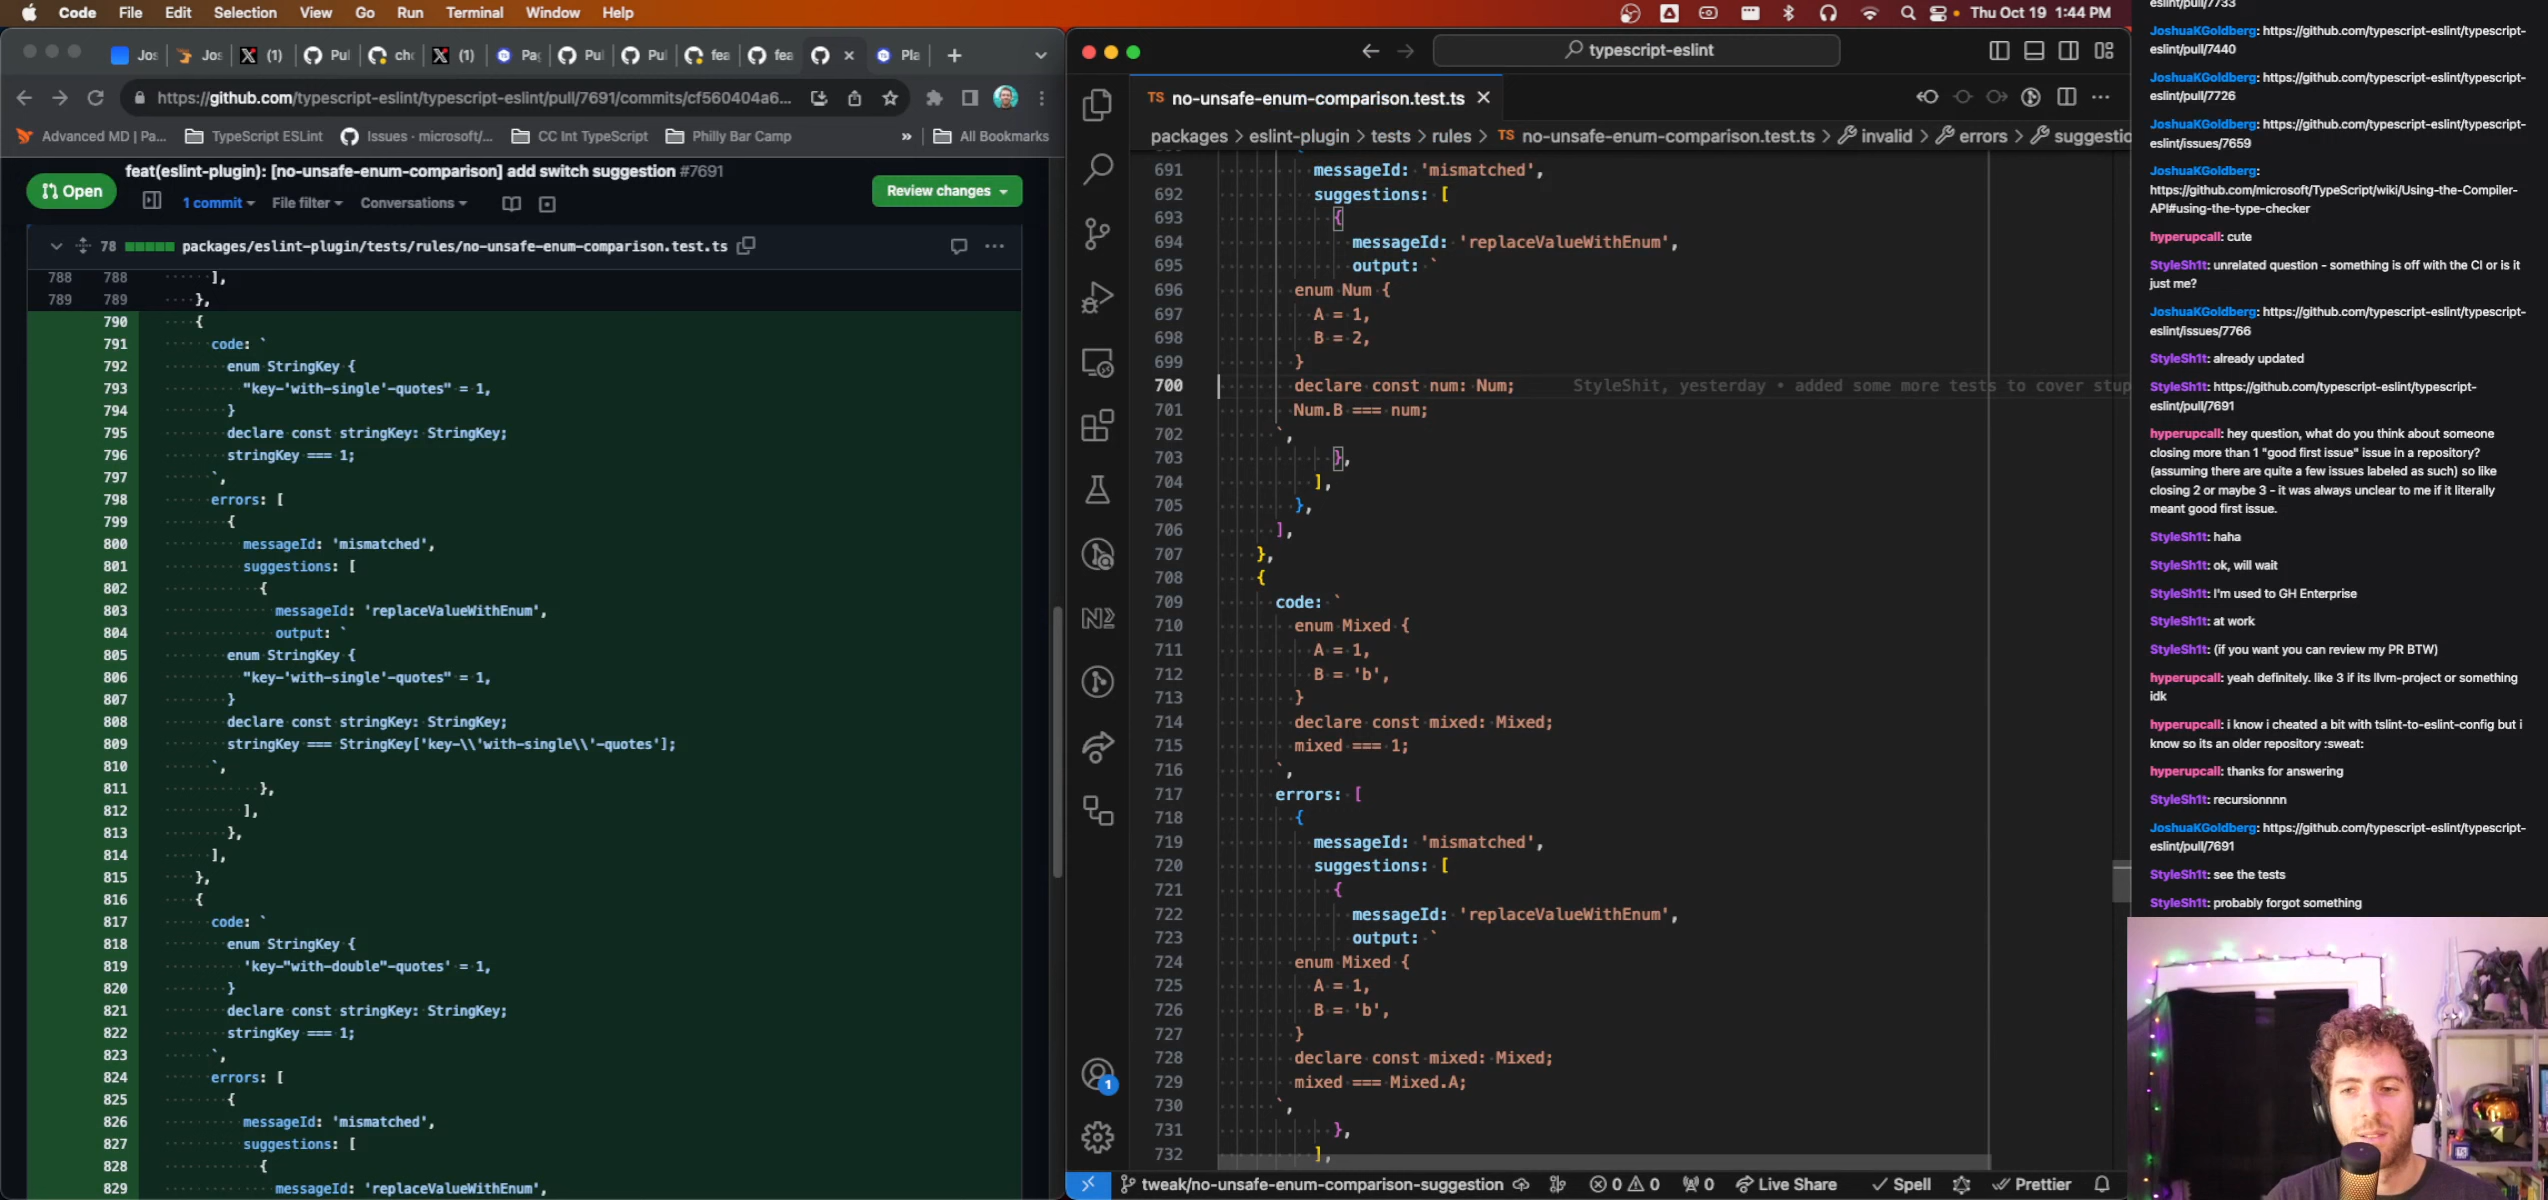 Code File Edit Selection View Go Run Terminal Window Help
Thu Oct 19 1:44 PM
Jos
Jos
(1)
Pul
cho
(1)
Pag
Pul
Pul
fea
fea
Pla
https://github.com/typescript-eslint/typescript-eslint/pull/7691/commits/cf560404a6...
Advanced MD | Pa... TypeScript ESLint Issues · microsoft/... CC Int TypeScript Philly Bar Camp » All Bookmarks
Open
feat(eslint-plugin): [no-unsafe-enum-comparison] add switch suggestion #7691
1 commit File filter Conversations
Review changes
78 packages/eslint-plugin/tests/rules/no-unsafe-enum-comparison.test.ts
788 788 ],
789 789 },
790 {
791 code: `
792 enum StringKey {
793 "key-'with-single'-quotes" = 1,
794 }
795 declare const stringKey: StringKey;
796 stringKey === 1;
797 `,
798 errors: [
799 {
800 messageId: 'mismatched',
801 suggestions: [
802 {
803 messageId: 'replaceValueWithEnum',
804 output: `
805 enum StringKey {
806 "key-'with-single'-quotes" = 1,
807 }
808 declare const stringKey: StringKey;
809 stringKey === StringKey['key-\\'with-single\\'-quotes'];
810 `,
811 },
812 ],
813 },
814 ],
815 },
816 {
817 code: `
818 enum StringKey {
819 'key-"with-double"-quotes' = 1,
820 }
821 declare const stringKey: StringKey;
822 stringKey === 1;
823 `,
824 errors: [
825 {
826 messageId: 'mismatched',
827 suggestions: [
828 {
829 messageId: 'replaceValueWithEnum',
typescript-eslint
TS no-unsafe-enum-comparison.test.ts
packages > eslint-plugin > tests > rules > TS no-unsafe-enum-comparison.test.ts > invalid > errors > suggestio
691 messageId: 'mismatched',
692 suggestions: [
693 {
694 messageId: 'replaceValueWithEnum',
695 output: `
696 enum Num {
697 A = 1,
698 B = 2,
699 }
700 declare const num: Num; StyleShit, yesterday • added some more tests to cover stup
701 Num.B === num;
702 `,
703 },
704 ],
705 },
706 ],
707 },
708 {
709 code: `
710 enum Mixed {
711 A = 1,
712 B = 'b',
713 }
714 declare const mixed: Mixed;
715 mixed === 1;
716 `,
717 errors: [
718 {
719 messageId: 'mismatched',
720 suggestions: [
721 {
722 messageId: 'replaceValueWithEnum',
723 output: `
724 enum Mixed {
725 A = 1,
726 B = 'b',
727 }
728 declare const mixed: Mixed;
729 mixed === Mixed.A;
730 `,
731 },
732 ],
1
tweak/no-unsafe-enum-comparison-suggestion 0 0 0 Live Share Spell Prettier
eslint/pull/7733
JoshuaKGoldberg: https://github.com/typescript-eslint/typescript-
eslint/pull/7440
JoshuaKGoldberg: https://github.com/typescript-eslint/typescript-
eslint/pull/7726
JoshuaKGoldberg: https://github.com/typescript-eslint/typescript-
eslint/issues/7659
JoshuaKGoldberg:
https://github.com/microsoft/TypeScript/wiki/Using-the-Compiler-
API#using-the-type-checker
hyperupcall: cute
StyleSh1t: unrelated question - something is off with the CI or is it
just me?
JoshuaKGoldberg: https://github.com/typescript-eslint/typescript-
eslint/issues/7766
StyleSh1t: already updated
StyleSh1t: https://github.com/typescript-eslint/typescript-
eslint/pull/7691
hyperupcall: hey question, what do you think about someone
closing more than 1 "good first issue" issue in a repository?
(assuming there are quite a few issues labeled as such) so like
closing 2 or maybe 3 - it was always unclear to me if it literally
meant good first issue.
StyleSh1t: haha
StyleSh1t: ok, will wait
StyleSh1t: I'm used to GH Enterprise
StyleSh1t: at work
StyleSh1t: (if you want you can review my PR BTW)
hyperupcall: yeah definitely. like 3 if its llvm-project or something
idk
hyperupcall: i know i cheated a bit with tslint-to-eslint-config but i
know so its an older repository :sweat:
hyperupcall: thanks for answering
StyleSh1t: recursionnnn
JoshuaKGoldberg: https://github.com/typescript-eslint/typescript-
eslint/pull/7691
StyleSh1t: see the tests
StyleSh1t: probably forgot something